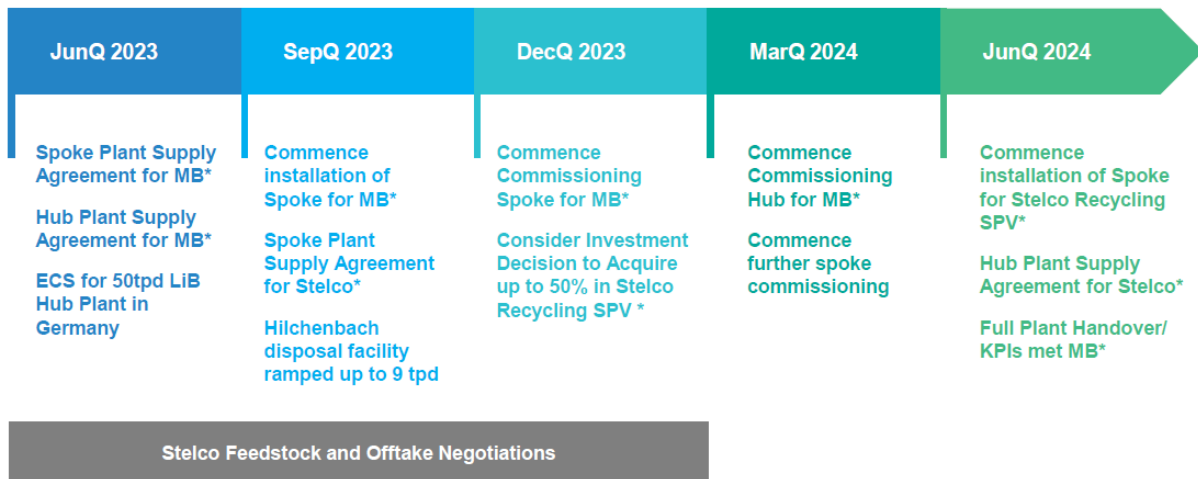 JunQ 2023
SepQ 2023
DecQ 2023
MarQ 2024
JunQ 2024
Spoke Plant Supply
Agreement for MB*
Hub Plant Supply
Agreement for MB*
ECS for 50tpd LiB
Hub Plant in
Germany
Commence
installation of
Spoke for MB*
Spoke Plant
Supply Agreement
for Stelco*
Hilchenbach
disposal facility
ramped up to 9 tpd
Commence
Commissioning
Spoke for MB*
Consider Investment
Decision to Acquire
up to 50% in Stelco
Recycling SPV *
Commence
Commissioning
Hub for MB*
Commence
further spoke
commissioning
Commence
installation of Spoke
for Stelco Recycling
SPV*
Hub Plant Supply
Agreement for Stelco*
Full Plant Handover/
KPIs met MB*
Stelco Feedstock and Offtake Negotiations